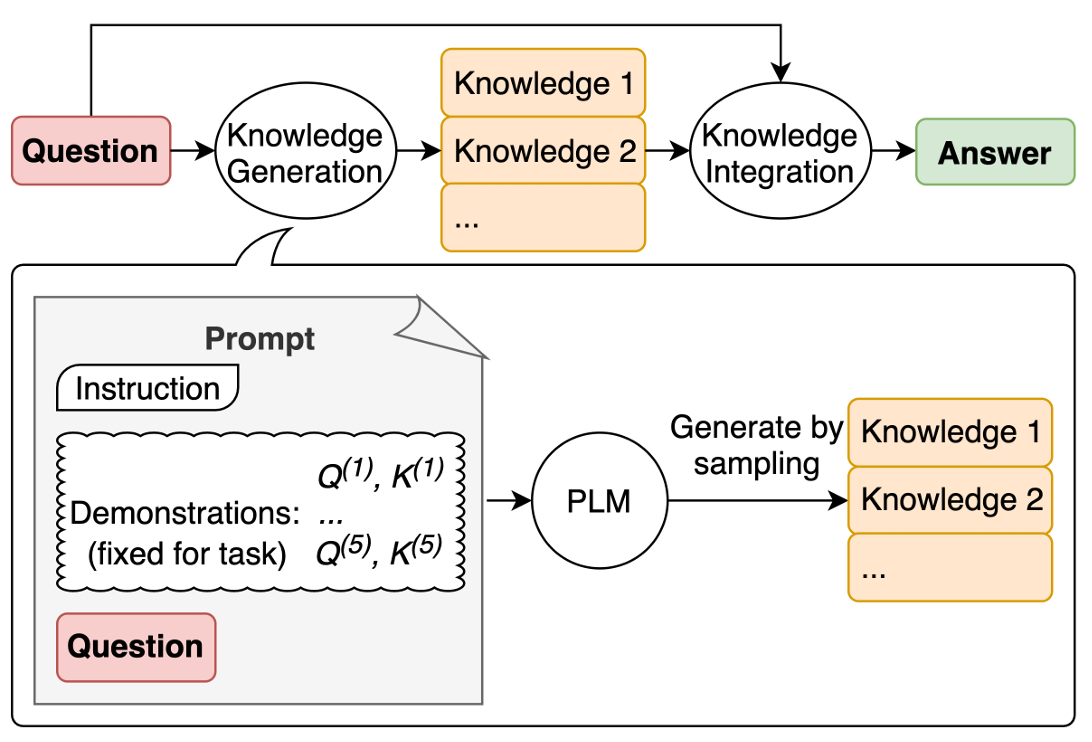 Question
Knowledge
Generation
Knowledge 1
Knowledge 2
...
Knowledge
Integration
Answer
Prompt
Instruction
Q(1), K(1)
Demonstrations: ...
(fixed for task) Q(5), K(5)
Question
PLM
Generate by
sampling
Knowledge 1
Knowledge 2
...